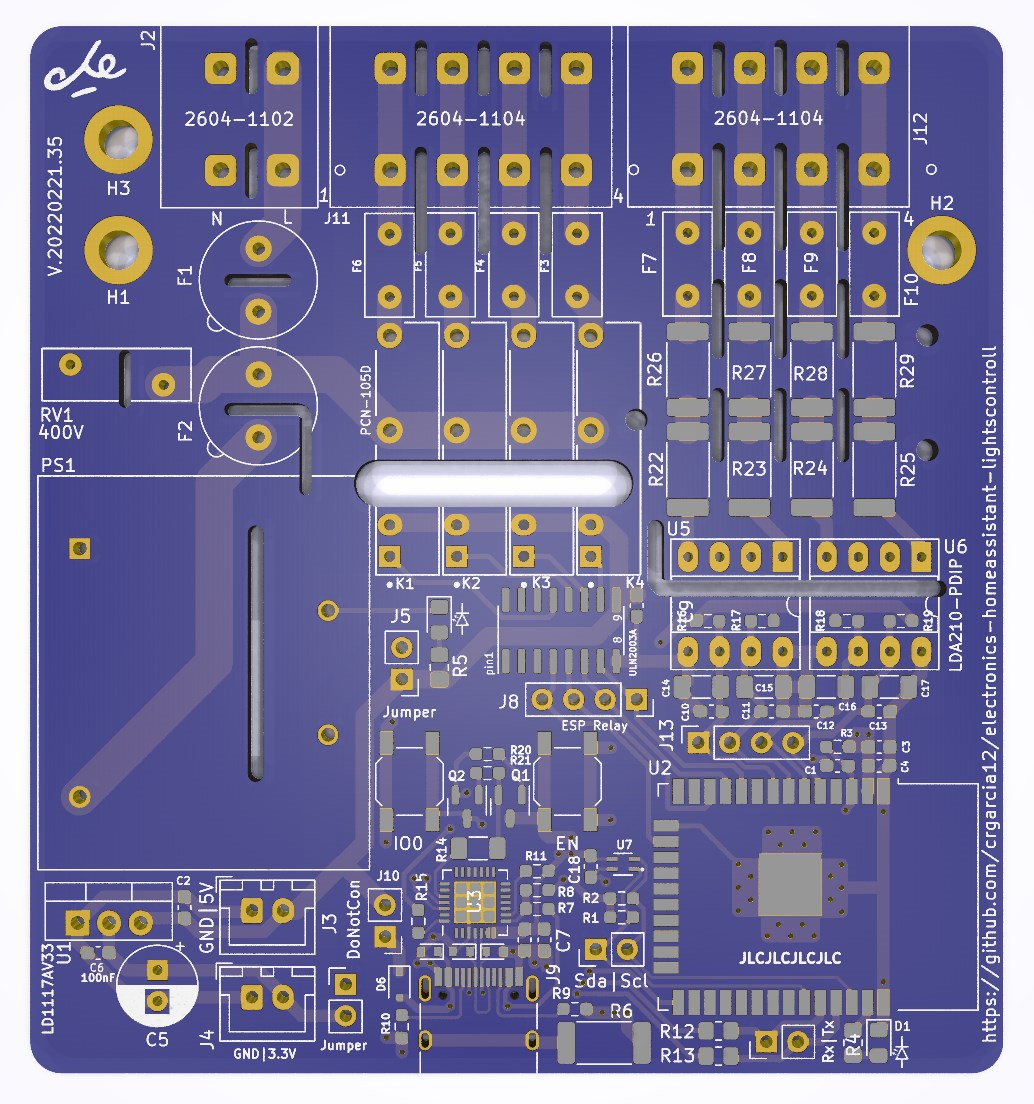 J2
2604-1102
2604-1104
2604-1104
J12
V.20220221.35
H3
N
L
1
J11
4
1
4
H2
H1
F1
F6
F5
F4
F3
F7
F8
F9
F10
RV1
400V
F2
PCN-105D
R26
R27
R28
R29
R22
R23
R24
R25
PS1
U5
U6
K1
K2
K3
K4
J5
R5
pin1
9
8
ULN2003A
C9
R17
R18
R19
LDA210-PDIP
Jumper
J8
ESP Relay
C14
C15
C17
C10
C11
C16
C12
C13
J13
R3
C3
C1
C4
U2
R20
R21
Q2
Q1
IO0
R14
EN
C18
U7
J10
R15
R11
R8
R7
R2
R1
U3
C2
GND|5V
J3
DoNotCon
U1
C6
100nF
+
C7
J9
Sda|Scl
JLCJLCJLCJLC
LD1117AV33
C5
J4
GND|3.3V
Jumper
D6
R10
R9
R6
R12
R13
Rx|Tx
R4
D1
https://github.com/crgarcia12/electronics-homeassistant-lightscontroll